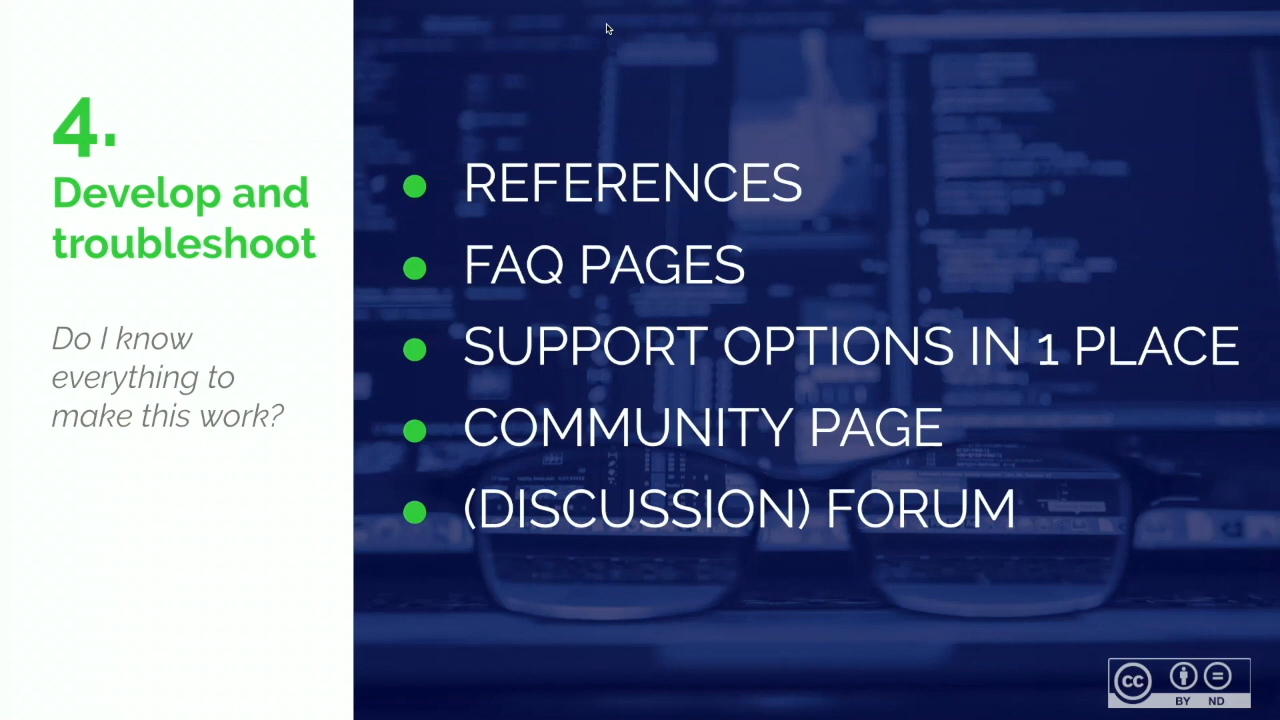 4.
Develop and
troubleshoot
Do I know
everything to
make this work?
REFERENCES
FAQ PAGES
SUPPORT OPTIONS IN 1 PLACE
COMMUNITY PAGE
(DISCUSSION) FORUM
cc
BY ND